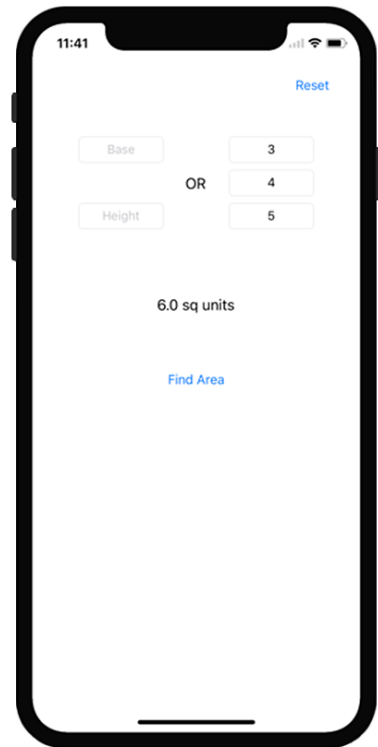 11:41
Reset
Base
3
OR
4
Height
5
6.0 sq units
Find Area